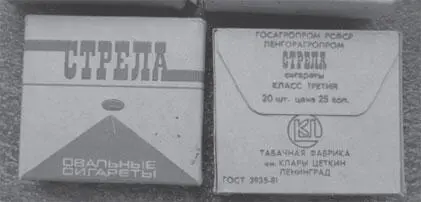 СТРЕЛА
ОВАЛЬНЫЕ
СИГАРЕТЫ
ГОСАГРОПРОМ РСФСР
ЛЕНГОРАГРОПРОМ
СТРЕЛА
сигареты
КЛАСС ТРЕТИЙ
20 шт. цена 25 коп.
ТАБАЧНАЯ ФАБРИКА
им. КЛАРЫ ЦЕТКИН
ЛЕНИНГРАД
ГОСТ 3935-81